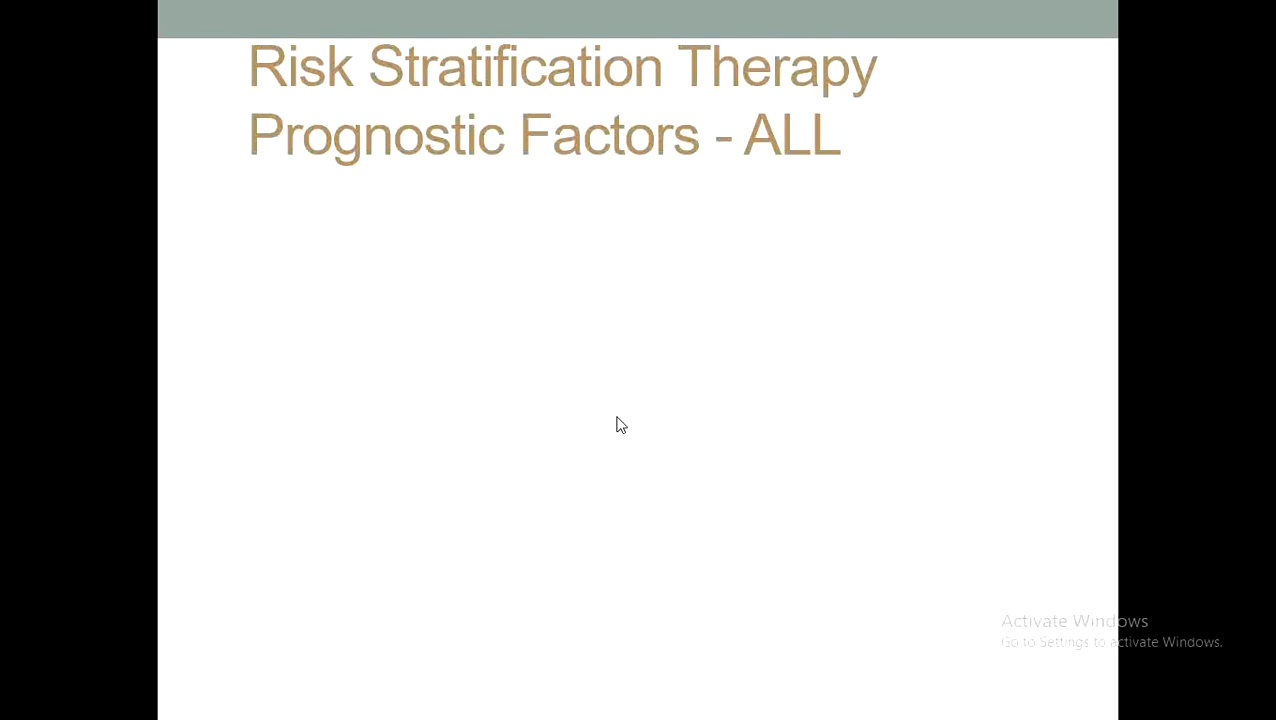 Risk Stratification Therapy
Prognostic Factors - ALL
Activate Windows
Go to Settings to activate Windows.